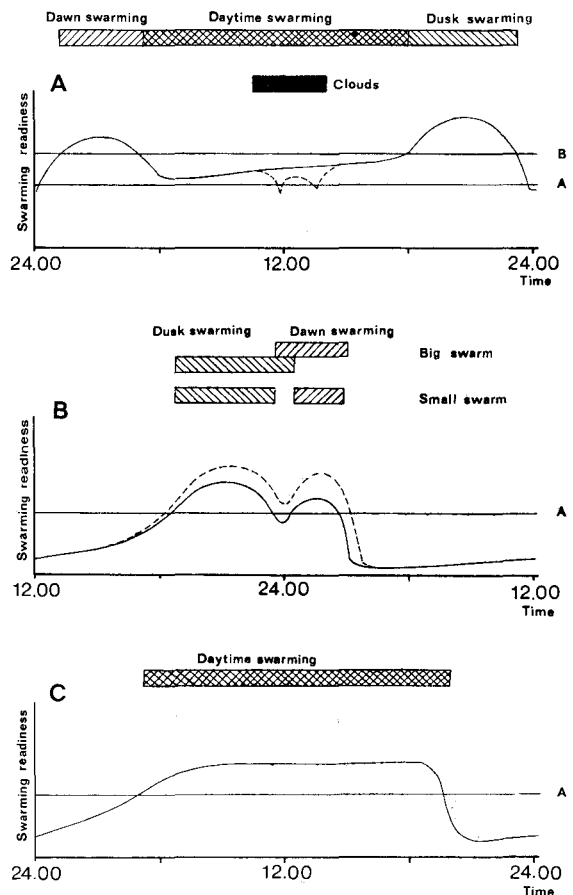 Dawn swarming Daytime swarming Dusk swarming
A
Clouds
Swarming readiness
B
A
24.00 12.00 24.00
Time
Dusk swarming Dawn swarming
Big swarm
B
Small swarm
Swarming readiness
A
12.00 24.00 12.00
Time
Daytime swarming
C
Swarming readiness
A
24.00 12.00 24.00
Time